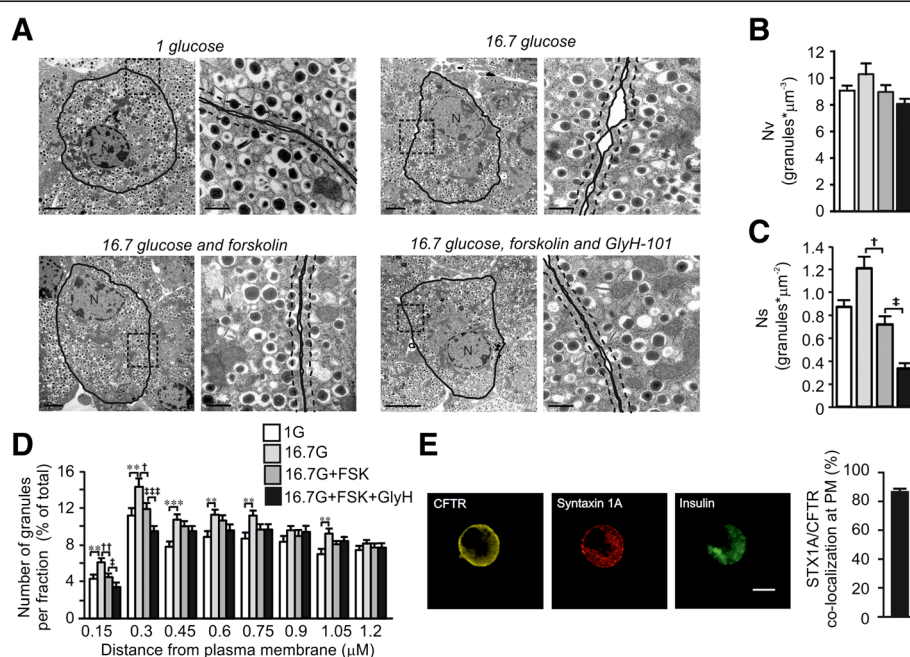 A
1 glucose
16.7 glucose
N
N
16.7 glucose and forskolin
16.7 glucose, forskolin and GlyH-101
N
N
B
12
10
8
6
4
2
0
Nv
(granules*μm-3)
C
1.4
1.2
1.0
0.8
0.6
0.4
0.2
0
Ns
(granules*μm-2)
†
‡
D
1G
16.7G
16.7G+FSK
16.7G+FSK+GlyH
16
12
8
4
0
Number of granules
per fraction (% of total)
** †† ‡
** † ‡‡‡
***
**
**
**
0.15 0.3 0.45 0.6 0.75 0.9 1.05 1.2
Distance from plasma membrane (μM)
E
CFTR
Syntaxin 1A
Insulin
100
80
60
40
20
0
STX1A/CFTR
co-localization at PM (%)